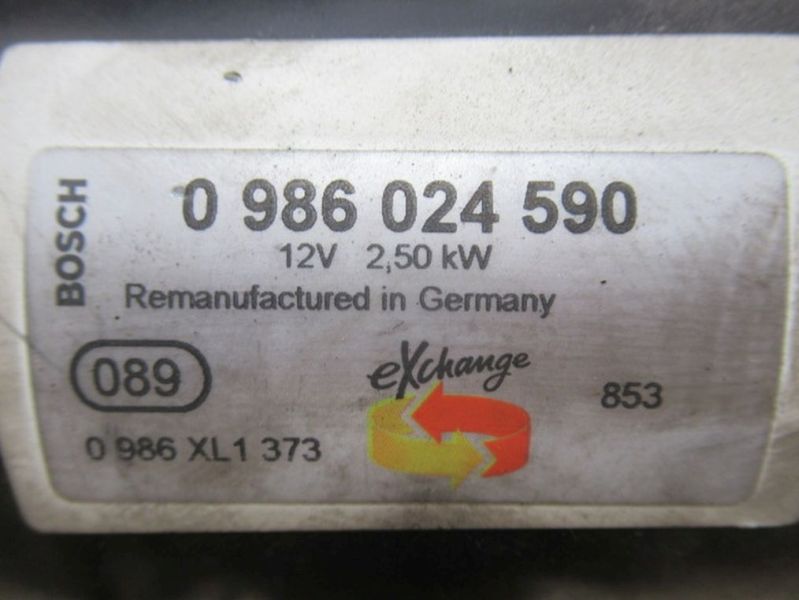 BOSCH
0 986 024 590
12V 2,50 kW
Remanufactured in Germany
089
eXchange
853
0 986 XL1 373